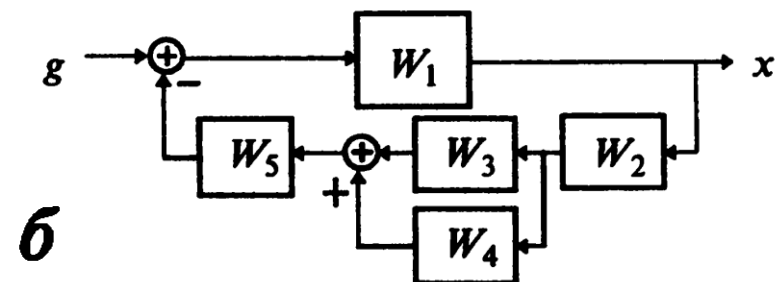 g + W₁ x
−
W₅ + W₃ W₂
+
W₄
б